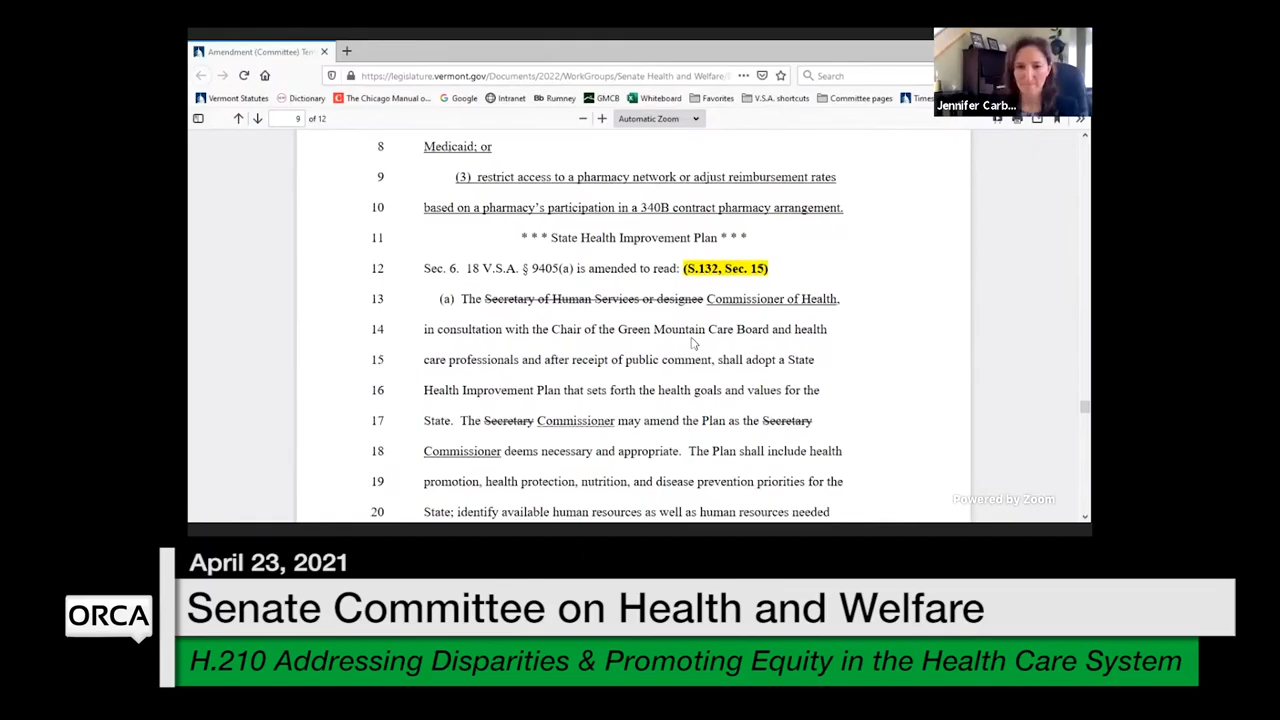 Amendment (Committee) Tem
Jennifer Carb...
https://legislature.vermont.gov/Documents/2022/WorkGroups/Senate Health and Welfare/
Search
Vermont Statutes
Dictionary
The Chicago Manual o...
Google
Intranet
Bb Rumney
GMCB
Whiteboard
Favorites
V.S.A. shortcuts
Committee pages
Times
9 of 12
Automatic Zoom
8 Medicaid; or
9 (3) restrict access to a pharmacy network or adjust reimbursement rates
10 based on a pharmacy's participation in a 340B contract pharmacy arrangement.
11 * * * State Health Improvement Plan * * *
12 Sec. 6. 18 V.S.A. § 9405(a) is amended to read: (S.132, Sec. 15)
13 (a) The Secretary of Human Services or designee Commissioner of Health,
14 in consultation with the Chair of the Green Mountain Care Board and health
15 care professionals and after receipt of public comment, shall adopt a State
16 Health Improvement Plan that sets forth the health goals and values for the
17 State. The Secretary Commissioner may amend the Plan as the Secretary
18 Commissioner deems necessary and appropriate. The Plan shall include health
19 promotion, health protection, nutrition, and disease prevention priorities for the
20 State; identify available human resources as well as human resources needed
Powered by Zoom
April 23, 2021
ORCA
Senate Committee on Health and Welfare
H.210 Addressing Disparities & Promoting Equity in the Health Care System